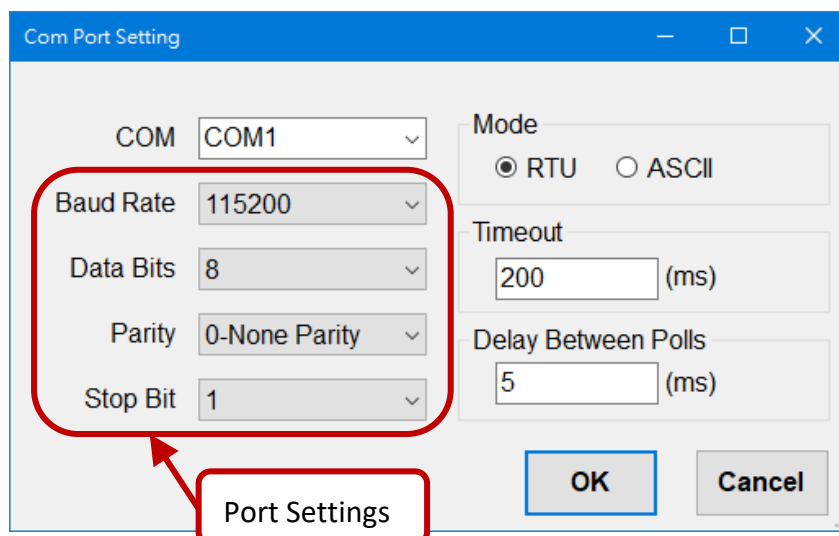 Com Port Setting
COM COM1
Baud Rate 115200
Data Bits 8
Parity 0-None Parity
Stop Bit 1
Mode
RTU ASCII
Timeout
200 (ms)
Delay Between Polls
5 (ms)
OK Cancel
Port Settings